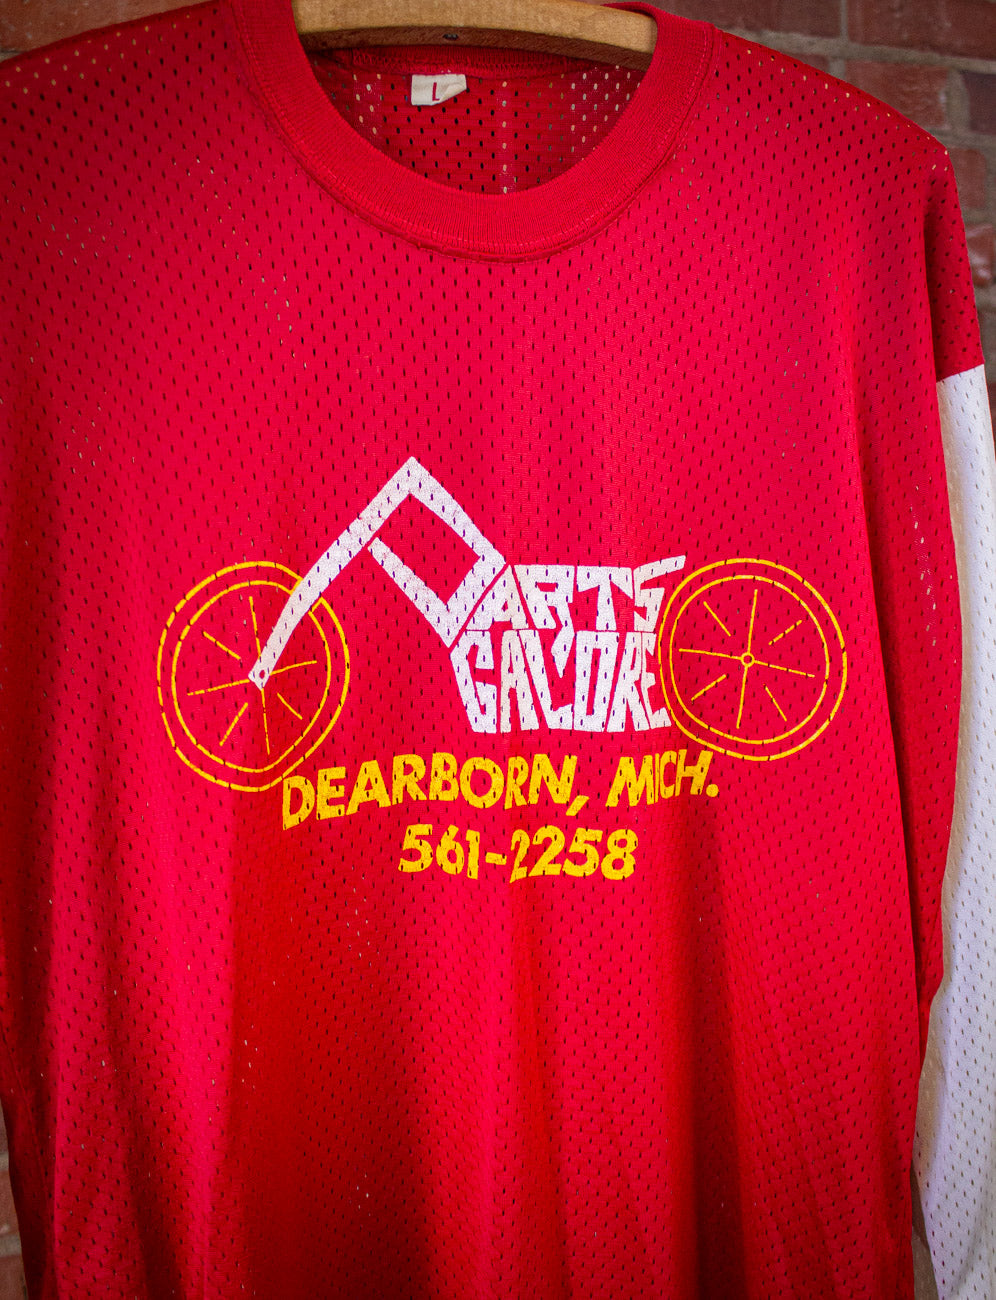 L
PARTS
GALORE
DEARBORN, MICH.
561-2258